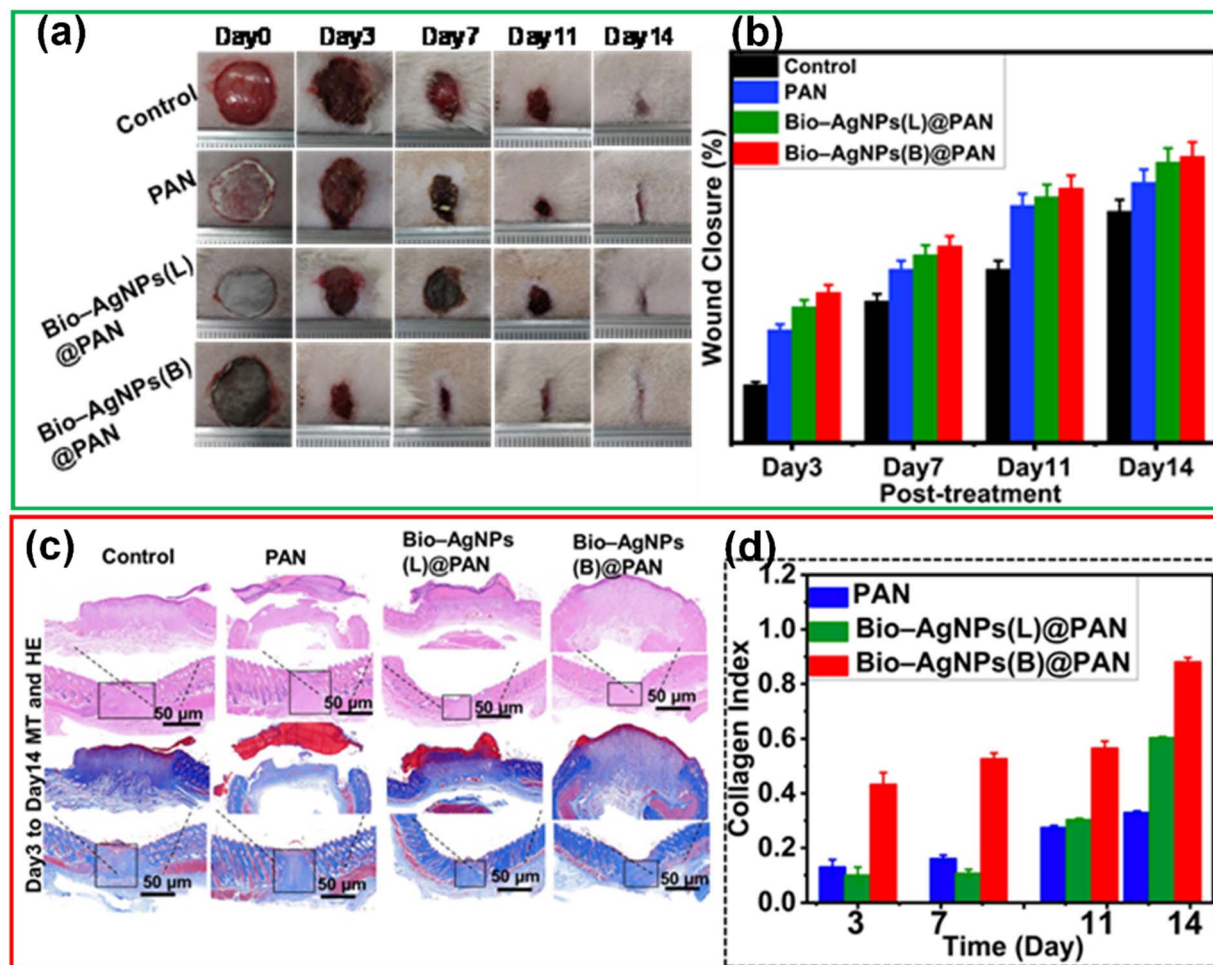 (a)
Day0 Day3 Day7 Day11 Day14
Control
PAN
Bio–AgNPs(L)
@PAN
Bio–AgNPs(B)
@PAN
(b)
Control
PAN
Bio–AgNPs(L)@PAN
Bio–AgNPs(B)@PAN
Wound Closure (%)
Day3 Day7 Day11 Day14
Post-treatment
(c)
Control
PAN
Bio–AgNPs
(L)@PAN
Bio–AgNPs
(B)@PAN
Day3 to Day14 MT and HE
50 µm 50 µm 50 µm 50 µm
50 µm 50 µm 50 µm 50 µm
(d)
PAN
Bio–AgNPs(L)@PAN
Bio–AgNPs(B)@PAN
Collagen Index
1.2
1.0
0.8
0.6
0.4
0.2
0.0
3 7 11 14
Time (Day)